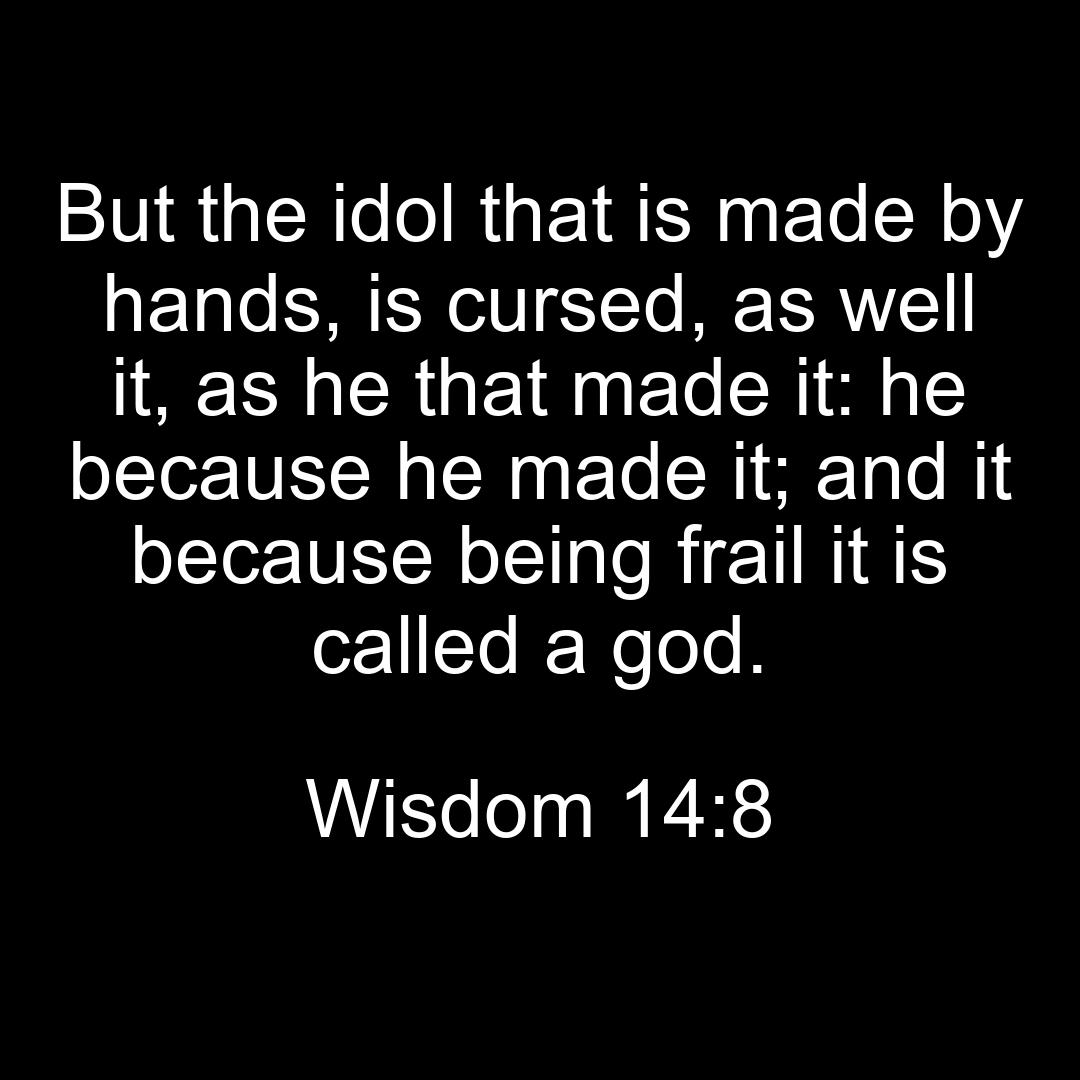 But the idol that is made by
hands, is cursed, as well
it, as he that made it: he
because he made it; and it
because being frail it is
called a god.
Wisdom 14:8